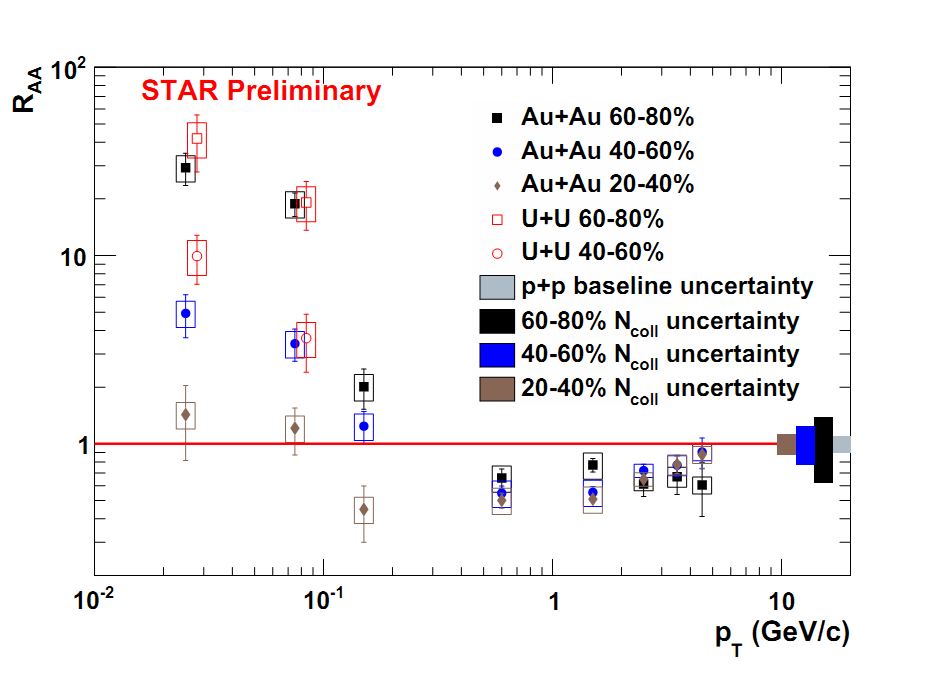 R_AA
10^2
STAR Preliminary
Au+Au 60-80%
Au+Au 40-60%
Au+Au 20-40%
U+U 60-80%
U+U 40-60%
p+p baseline uncertainty
60-80% N_coll uncertainty
40-60% N_coll uncertainty
20-40% N_coll uncertainty
10
1
10^-2
10^-1
1
10
p_T (GeV/c)